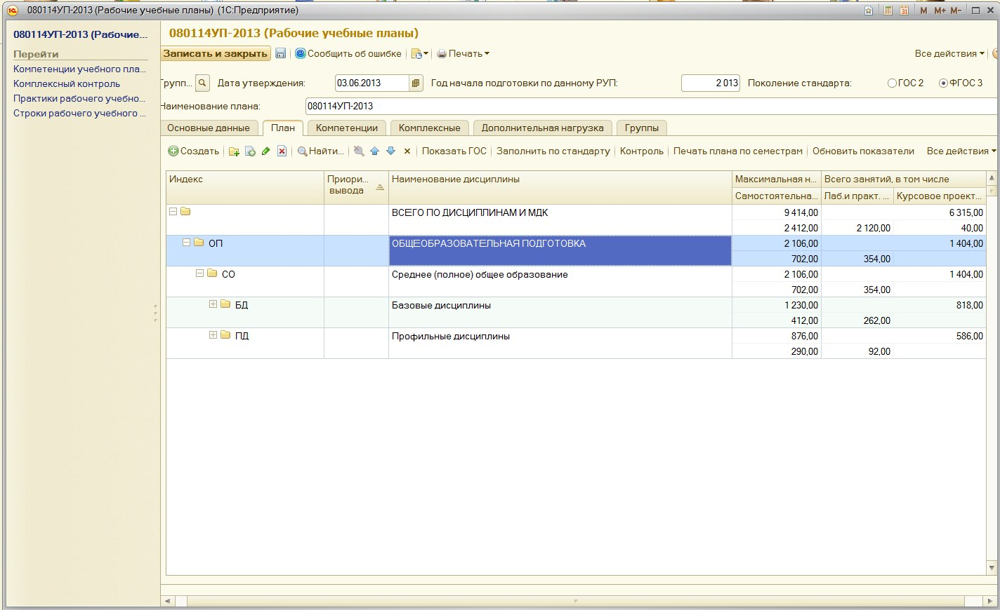 080114УП-2013 (Рабочие учебные планы) (1С:Предприятие)
31 M M+ M-
080114УП-2013 (Рабочие...
Перейти
Компетенции учебного пла...
Комплексный контроль
Практики рабочего учебно...
Строки рабочего учебного ...
080114УП-2013 (Рабочие учебные планы)
Записать и закрыть Сообщить об ошибке Печать Все действия
Групп... Дата утверждения: 03.06.2013 Год начала подготовки по данному РУП: 2 013 Поколение стандарта: ГОС 2 ФГОС 3
Наименование плана: 080114УП-2013
Основные данные План Компетенции Комплексные Дополнительная нагрузка Группы
Создать Найти... Показать ГОС Заполнить по стандарту Контроль Печать плана по семестрам Обновить показатели Все действия
Индекс Приори... вывода Наименование дисциплины Максимальная н... Всего занятий, в том числе
Самостоятельна... Лаб.и практ. ... Курсовое проект...
ВСЕГО ПО ДИСЦИПЛИНАМ И МДК 9 414,00 6 315,00
2 412,00 2 120,00 40,00
ОП ОБЩЕОБРАЗОВАТЕЛЬНАЯ ПОДГОТОВКА 2 106,00 1 404,00
702,00 354,00
СО Среднее (полное) общее образование 2 106,00 1 404,00
702,00 354,00
БД Базовые дисциплины 1 230,00 818,00
412,00 262,00
ПД Профильные дисциплины 876,00 586,00
290,00 92,00